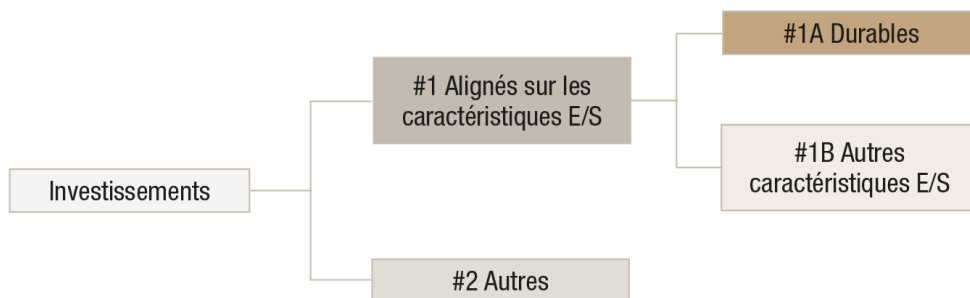 #1A Durables
#1 Alignés sur les
caractéristiques E/S
#1B Autres
caractéristiques E/S
Investissements
#2 Autres